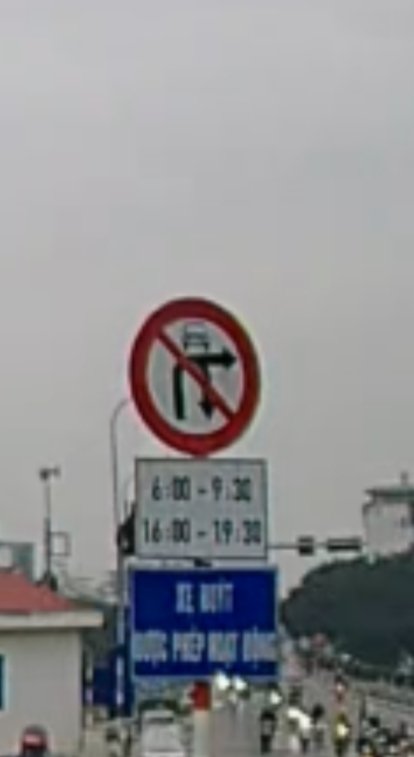 6:00 - 9:30
16:00 - 19:30
XE BUÝT
ĐƯỢC PHÉP HOẠT ĐỘNG